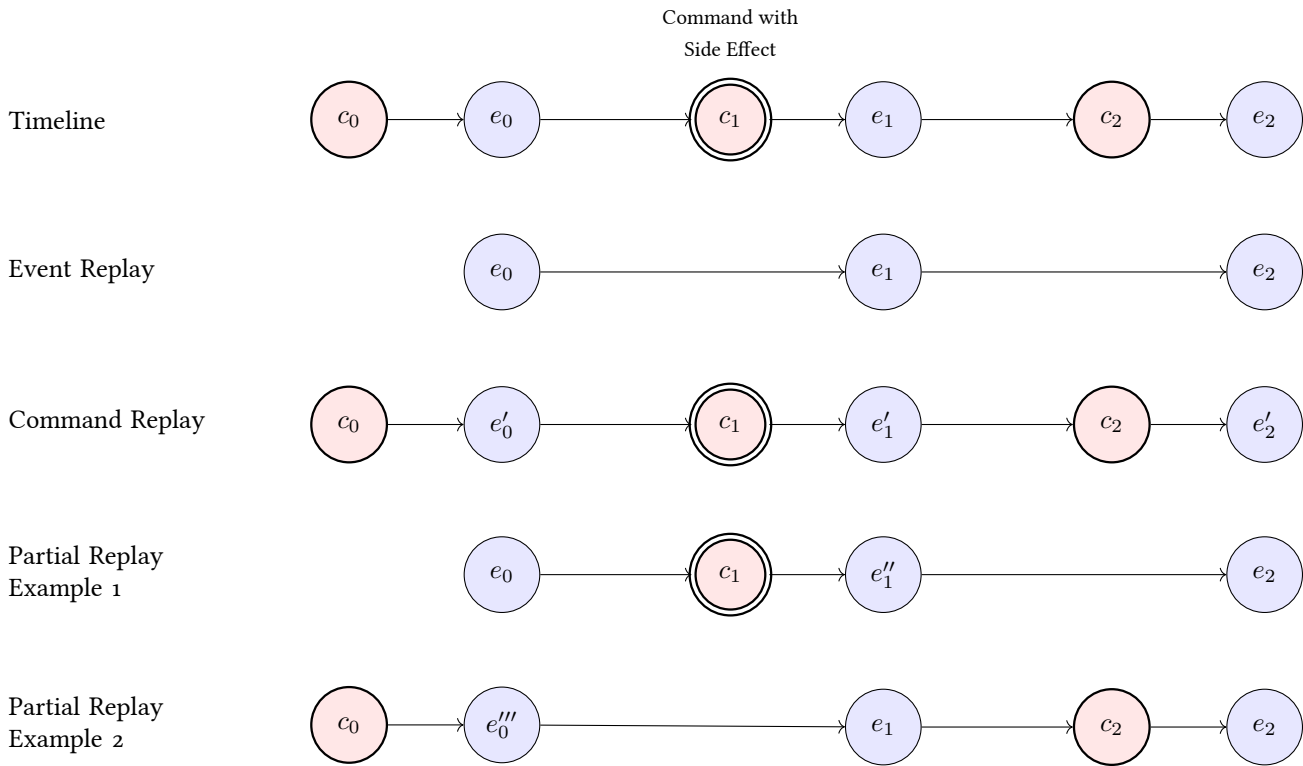 Command with
Side Effect
Timeline c₀ e₀ c₁ e₁ c₂ e₂
Event Replay e₀ e₁ e₂
Command Replay c₀ e′₀ c₁ e′₁ c₂ e′₂
Partial Replay
Example 1 e₀ c₁ e″₁ e₂
Partial Replay
Example 2 c₀ e‴₀ e₁ c₂ e₂